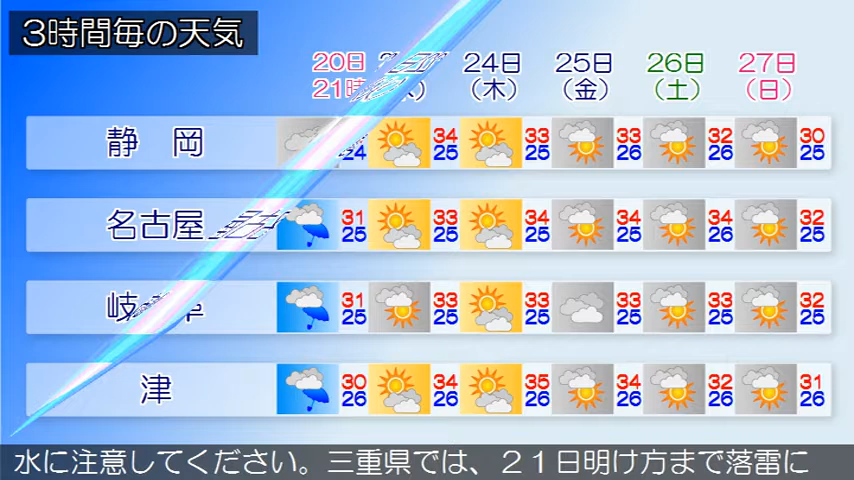 3時間毎の天気
20日 24日 25日 26日 27日
21時 (木) (金) (土) (日)
静岡 24 34 25 33 25 33 26 32 26 30 25
名古屋 31 25 33 25 34 25 34 25 34 26 32 25
岐 31 25 33 25 33 25 33 25 33 25 32 25
津 30 26 34 26 35 26 34 26 32 26 31 26
水に注意してください。三重県では、21日明け方まで落雷に